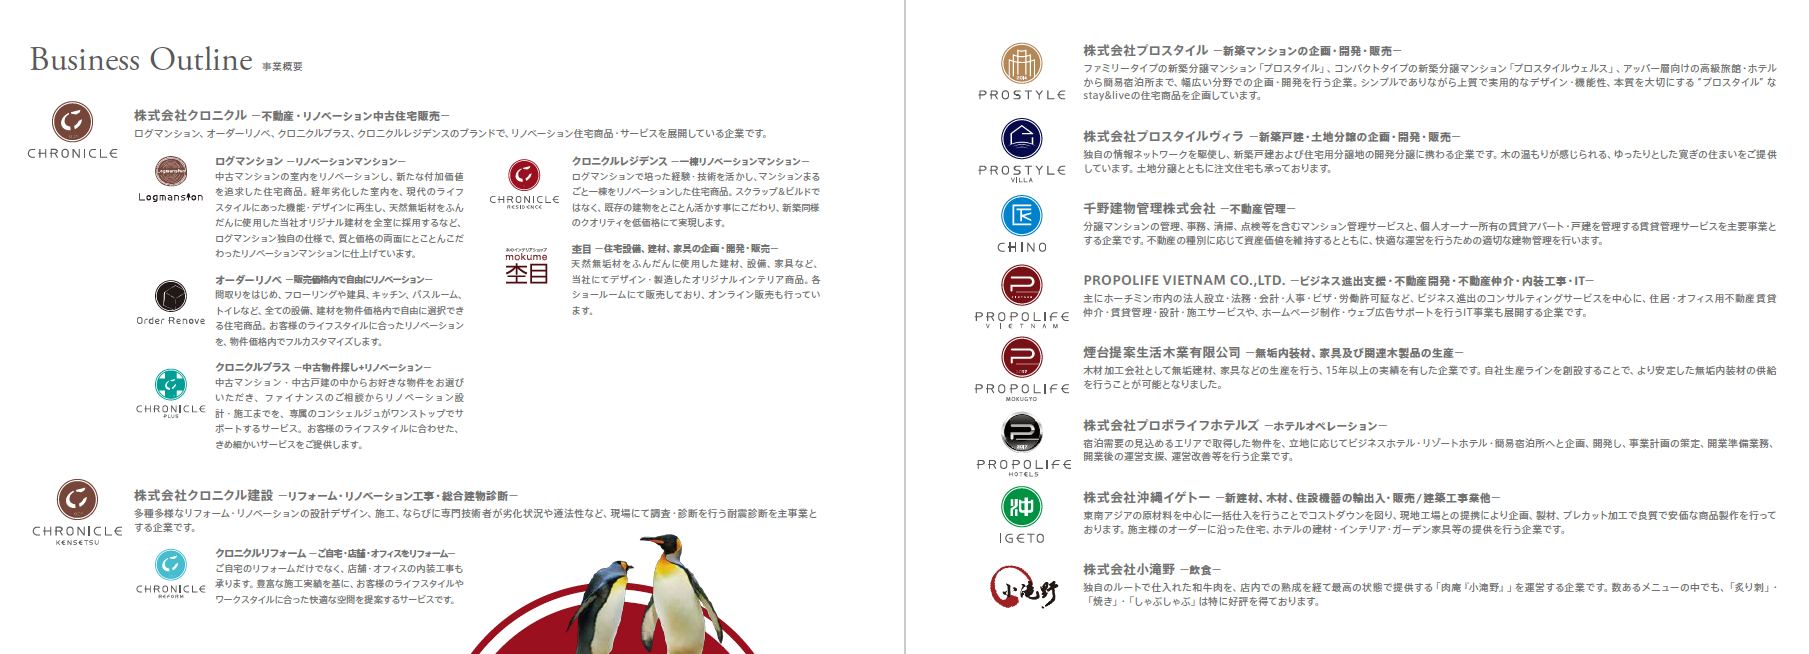 Business Outline 事業概要
CHRONICLE
株式会社クロニクル ―不動産・リノベーション中古住宅販売―
ログマンション、オーダーリノベ、クロニクルプラス、クロニクルレジデンスのブランドで、リノベーション住宅商品・サービスを展開している企業です。
Logmansion
Logmansion
ログマンション ―リノベーションマンション―
中古マンションの室内をリノベーションし、新たな付加価値
を追求した住宅商品。経年劣化した室内を、現代のライフ
スタイルにあった機能・デザインに再生し、天然無垢材をふん
だんに使用した当社オリジナル建材を全室に採用するなど、
ログマンション独自の仕様で、質と価格の両面にとことんこだ
わったリノベーションマンションに仕上げています。
Order Renove
オーダーリノベ ―販売価格内で自由にリノベーション―
間取りをはじめ、フローリングや建具、キッチン、バスルーム、
トイレなど、全ての設備、建材を物件価格内で自由に選択でき
る住宅商品。お客様のライフスタイルに合ったリノベーション
を、物件価格内でフルカスタマイズします。
CHRONICLE
PLUS
クロニクルプラス ―中古物件探し+リノベーション―
中古マンション・中古戸建の中からお好きな物件をお選び
いただき、ファイナンスのご相談からリノベーション設
計・施工までを、専属のコンシェルジュがワンストップでサ
ポートするサービス。お客様のライフスタイルに合わせた、
きめ細かいサービスをご提供します。
CHRONICLE
RESIDENCE
クロニクルレジデンス ―一棟リノベーションマンション―
ログマンションで培った経験・技術を活かし、マンションまる
ごと一棟をリノベーションした住宅商品。スクラップ&ビルドで
はなく、既存の建物をとことん活かす事にこだわり、新築同様
のクオリティを低価格にて実現します。
木のインテリアショップ
mokume
杢目
杢目 ―住宅設備、建材、家具の企画・開発・販売―
天然無垢材をふんだんに使用した建材、設備、家具など、
当社にてデザイン・製造したオリジナルインテリア商品。各
ショールームにて販売しており、オンライン販売も行ってい
ます。
CHRONICLE
KENSETSU
株式会社クロニクル建設 ―リフォーム・リノベーション工事・総合建物診断―
多種多様なリフォーム・リノベーションの設計デザイン、施工、ならびに専門技術者が劣化状況や遵法性など、現場にて調査・診断を行う耐震診断を主事業と
する企業です。
CHRONICLE
REFORM
クロニクルリフォーム ―ご自宅・店舗・オフィスをリフォーム―
ご自宅のリフォームだけでなく、店舗・オフィスの内装工事も
承ります。豊富な施工実績を基に、お客様のライフスタイルや
ワークスタイルに合った快適な空間を提案するサービスです。
PROSTYLE
株式会社プロスタイル ―新築マンションの企画・開発・販売―
ファミリータイプの新築分譲マンション「プロスタイル」、コンパクトタイプの新築分譲マンション「プロスタイルウェルス」、アッパー層向けの高級旅館・ホテル
から簡易宿泊所まで、幅広い分野での企画・開発を行う企業。シンプルでありながら上質で実用的なデザイン・機能性、本質を大切にする "プロスタイル" な
stay&liveの住宅商品を企画しています。
PROSTYLE
VILLA
株式会社プロスタイルヴィラ ―新築戸建・土地分譲の企画・開発・販売―
独自の情報ネットワークを駆使し、新築戸建および住宅用分譲地の開発分譲に携わる企業です。木の温もりが感じられる、ゆったりとした寛ぎの住まいをご提供
しています。土地分譲とともに注文住宅も承っております。
CHINO
千野建物管理株式会社 ―不動産管理―
分譲マンションの管理、事務、清掃、点検等を含むマンション管理サービスと、個人オーナー所有の賃貸アパート・戸建を管理する賃貸管理サービスを主要事業と
する企業です。不動産の種別に応じて資産価値を維持するとともに、快適な運営を行うための適切な建物管理を行います。
PROPOLIFE
VIETNAM
PROPOLIFE VIETNAM CO.,LTD. ―ビジネス進出支援・不動産開発・不動産仲介・内装工事・IT―
主にホーチミン市内の法人設立・法務・会計・人事・ビザ・労働許可証など、ビジネス進出のコンサルティングサービスを中心に、住居・オフィス用不動産賃貸
仲介・賃貸管理・設計・施工サービスや、ホームページ制作・ウェブ広告サポートを行うIT事業も展開する企業です。
PROPOLIFE
MOKUGYO
煙台提案生活木業有限公司 ―無垢内装材、家具及び関連木製品の生産―
木材加工会社として無垢建材、家具などの生産を行う、15年以上の実績を有した企業です。自社生産ラインを創設することで、より安定した無垢内装材の供給
を行うことが可能となりました。
PROPOLIFE
HOTELS
株式会社プロポライフホテルズ ―ホテルオペレーション―
宿泊需要の見込めるエリアで取得した物件を、立地に応じてビジネスホテル・リゾートホテル・簡易宿泊所へと企画、開発し、事業計画の策定、開業準備業務、
開業後の運営支援、運営改善等を行う企業です。
沖
IGETO
株式会社沖縄イゲトー ―新建材、木材、住設機器の輸出入・販売/建築工事業他―
東南アジアの原材料を中心に一括仕入を行うことでコストダウンを図り、現地工場との提携により企画、製材、プレカット加工で良質で安価な商品製作を行って
おります。施主様のオーダーに沿った住宅、ホテルの建材・インテリア・ガーデン家具等の提供を行う企業です。
小滝野
株式会社小滝野 ―飲食―
独自のルートで仕入れた和牛肉を、店内での熟成を経て最高の状態で提供する「肉庵『小滝野』」を運営する企業です。数あるメニューの中でも、「炙り刺」・
「焼き」・「しゃぶしゃぶ」は特に好評を得ております。